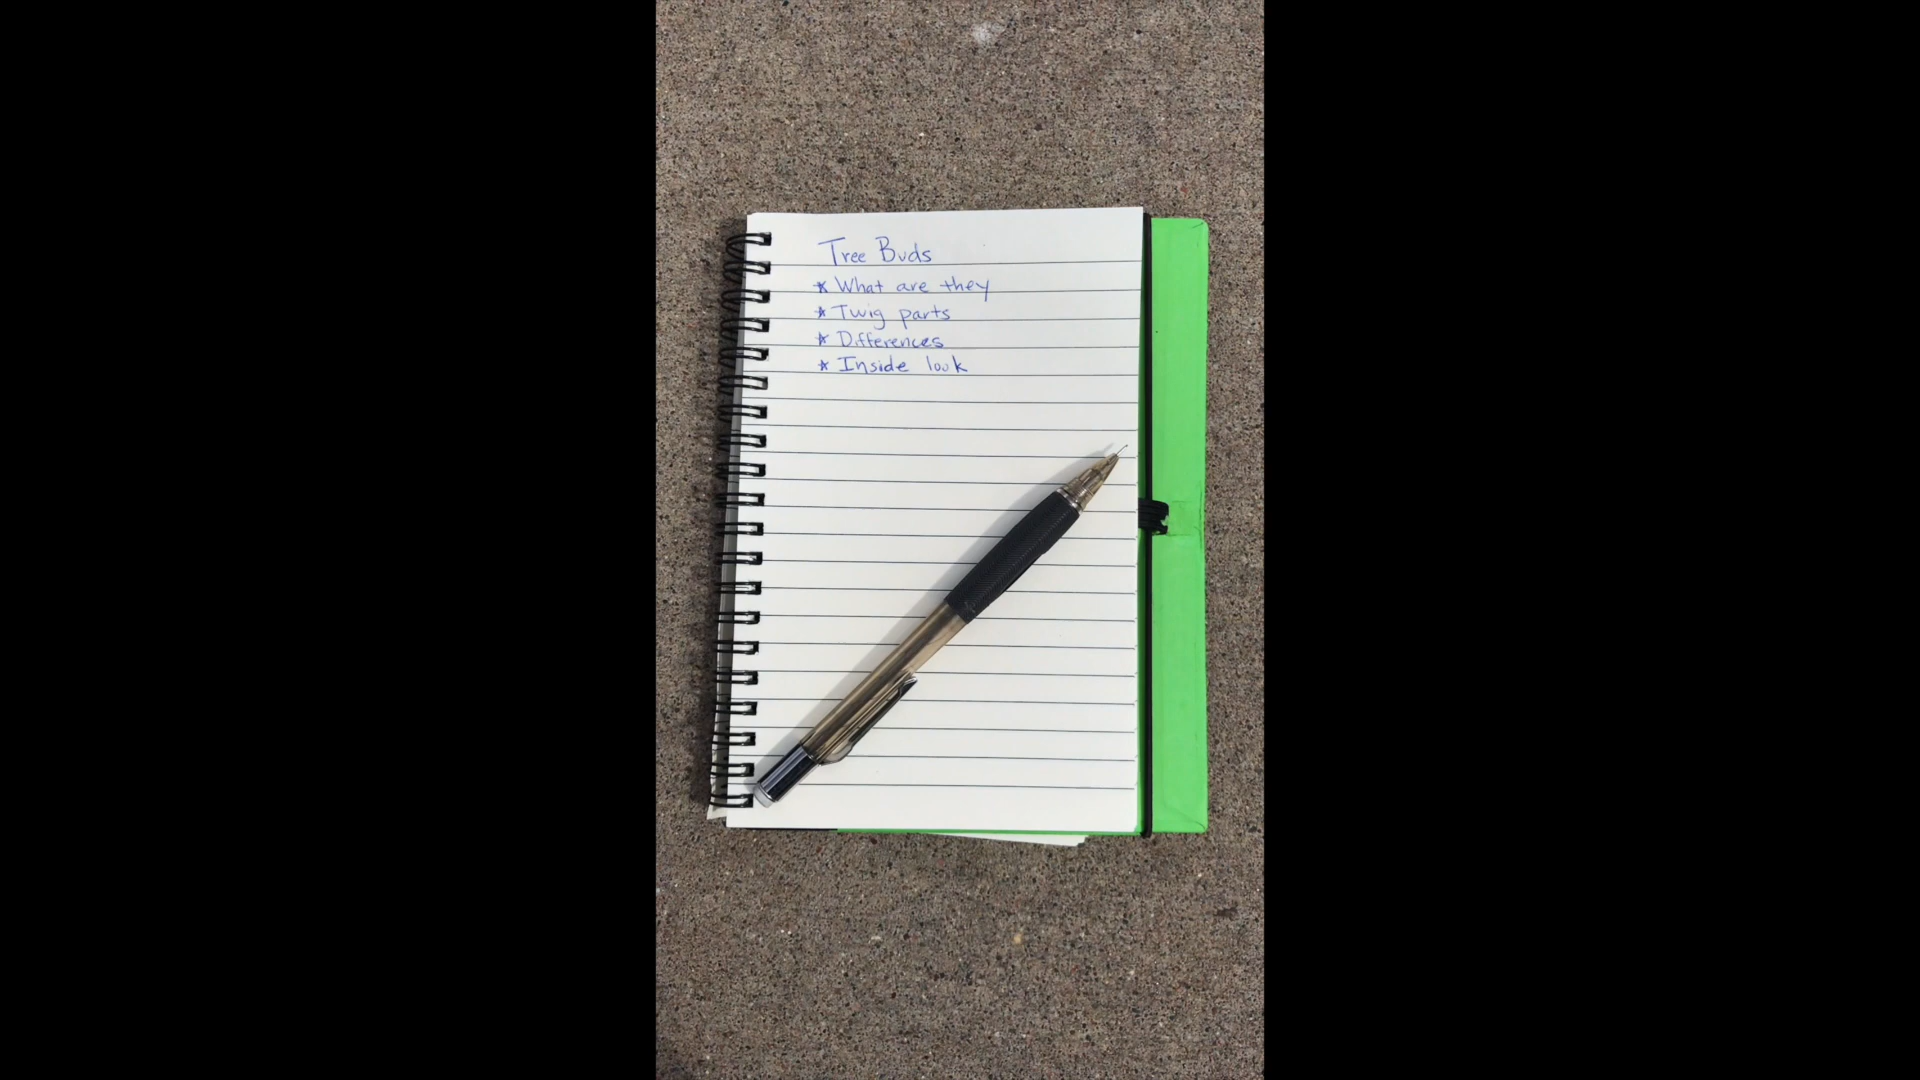 Tree Buds
* What are they
* Twig parts
* Differences
* Inside look